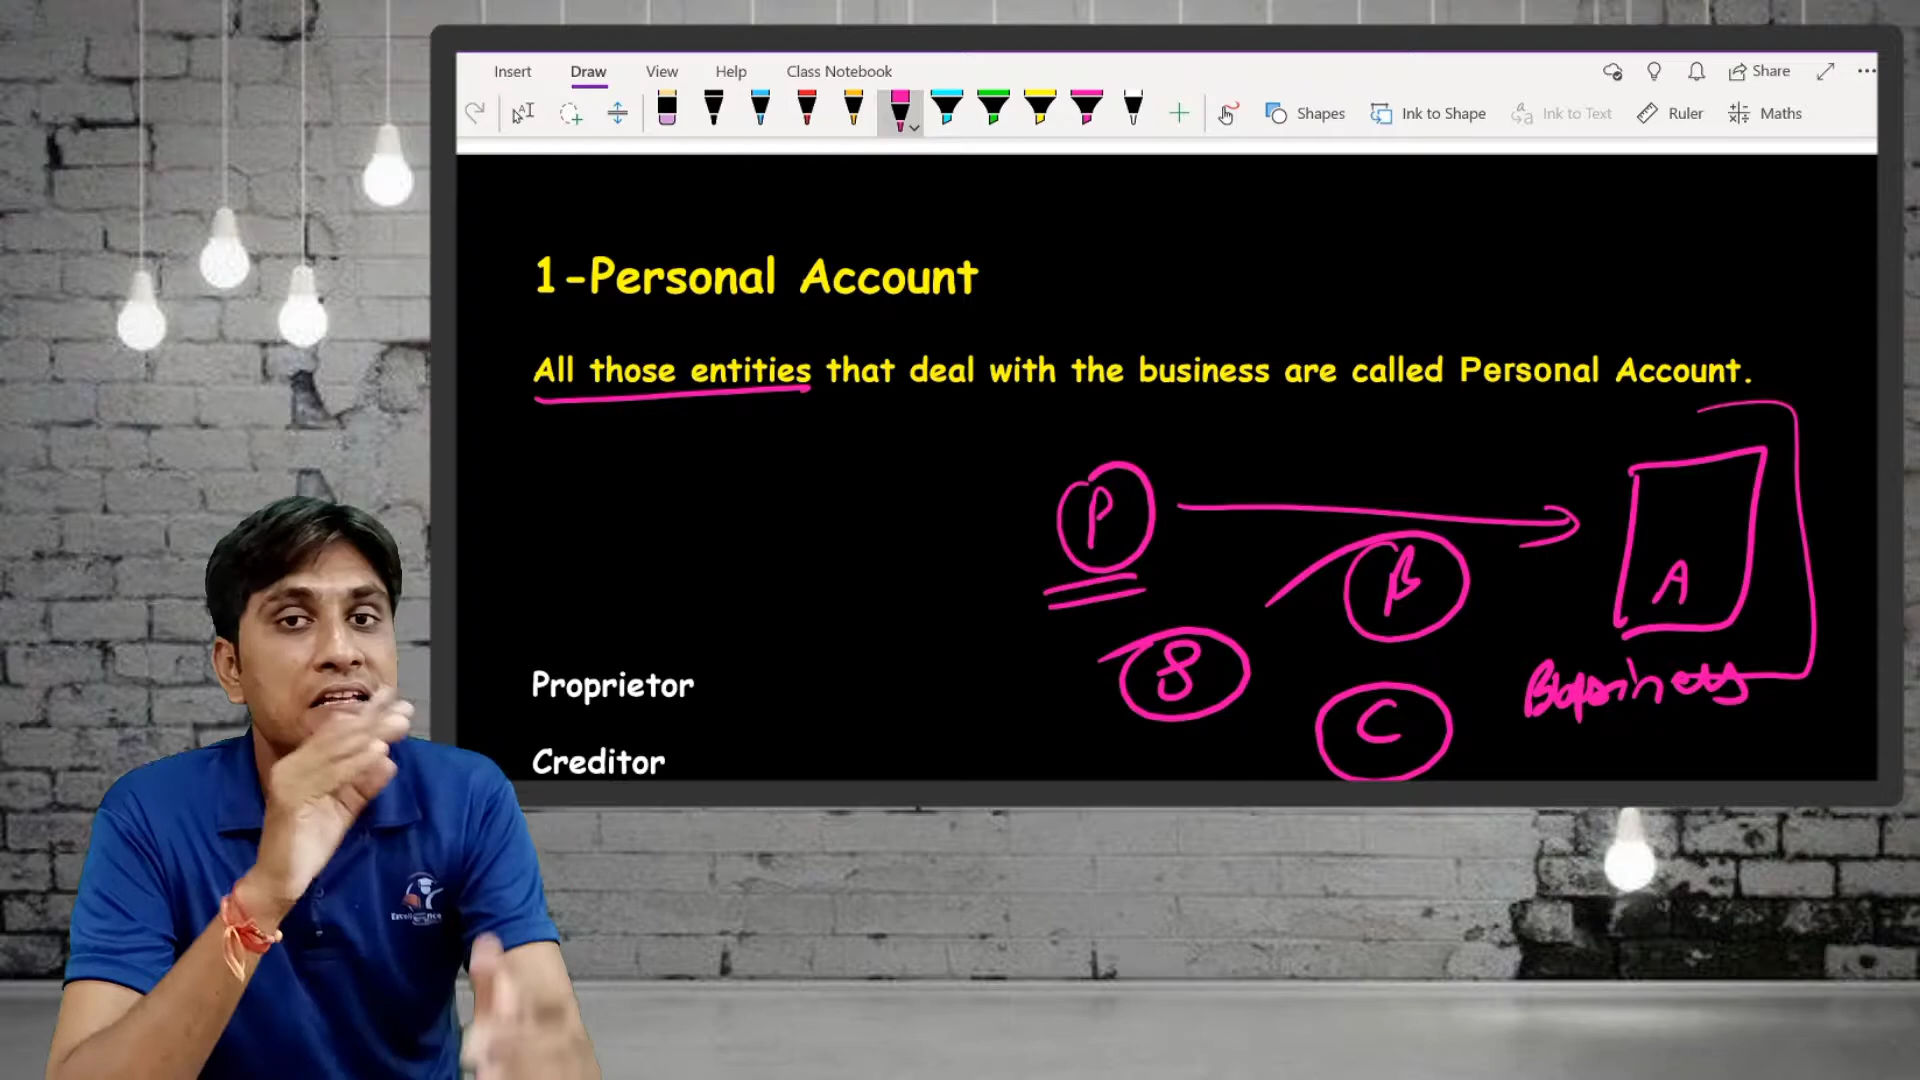 Insert Draw View Help Class Notebook Share
Ink to Shape Ink to Text Ruler Maths
Shapes
1-Personal Account
All those entities that deal with the business are called Personal Account.
P
B
A
8
C
Business
Proprietor
Creditor